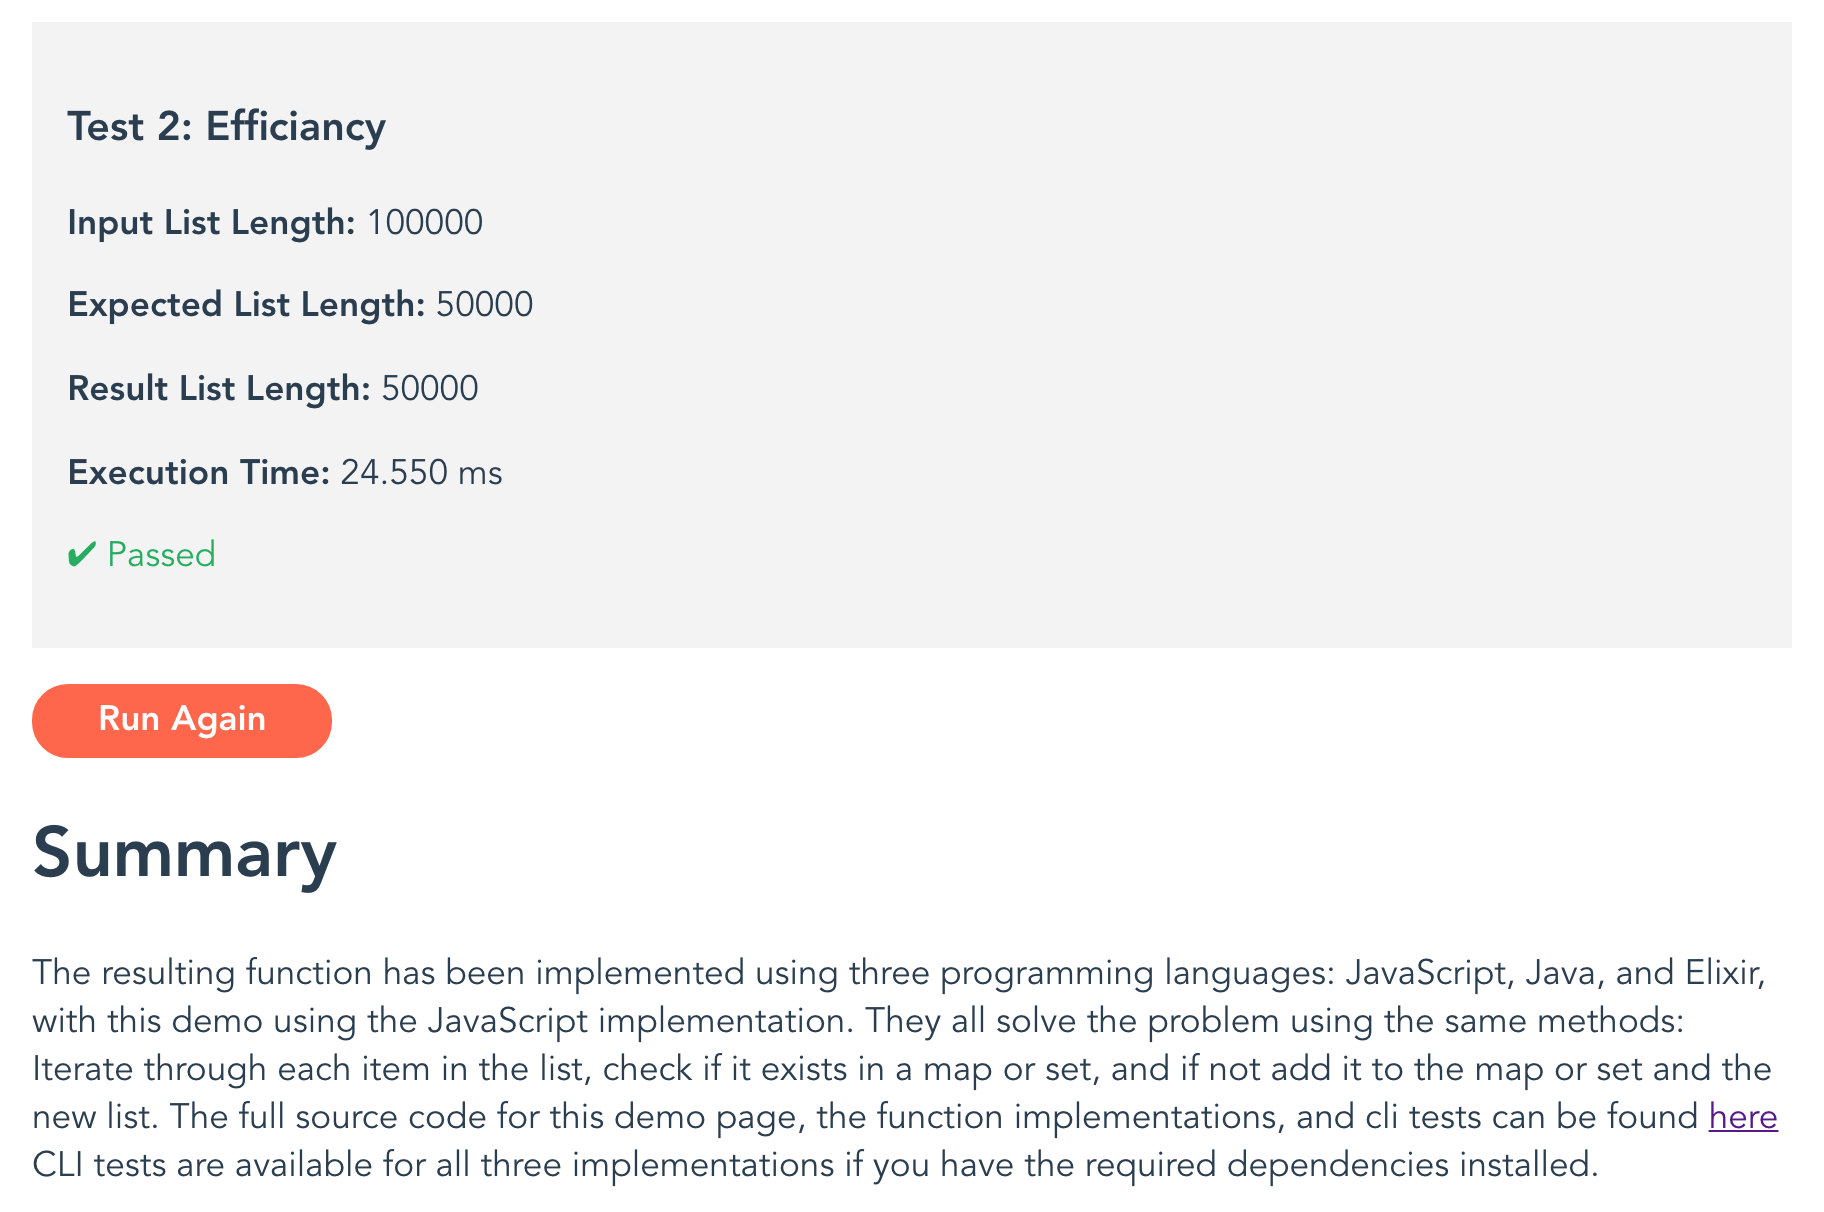 Test 2: Efficiancy
Input List Length: 100000
Expected List Length: 50000
Result List Length: 50000
Execution Time: 24.550 ms
✔ Passed
Run Again
Summary
The resulting function has been implemented using three programming languages: JavaScript, Java, and Elixir,
with this demo using the JavaScript implementation. They all solve the problem using the same methods:
Iterate through each item in the list, check if it exists in a map or set, and if not add it to the map or set and the
new list. The full source code for this demo page, the function implementations, and cli tests can be found here
CLI tests are available for all three implementations if you have the required dependencies installed.